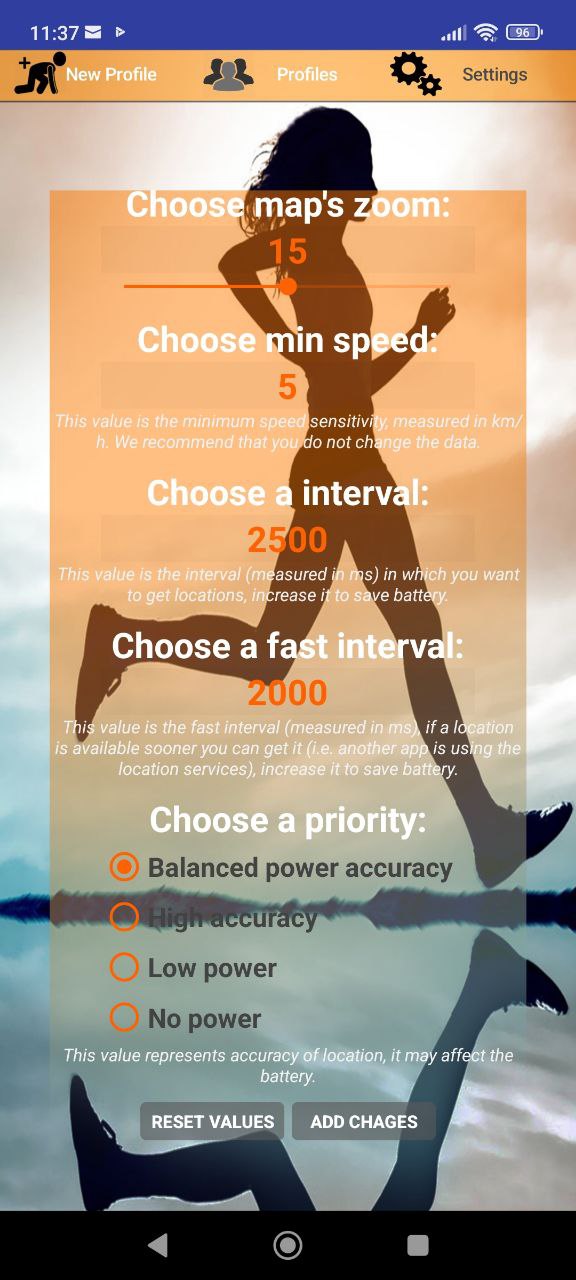 11:37
96
New Profile Profiles Settings
Choose map's zoom:
15
Choose min speed:
5
This value is the minimum speed sensitivity, measured in km/
h. We recommend that you do not change the data.
Choose a interval:
2500
This value is the interval (measured in ms) in which you want
to get locations, increase it to save battery.
Choose a fast interval:
2000
This value is the fast interval (measured in ms), if a location
is available sooner you can get it (i.e. another app is using the
location services), increase it to save battery.
Choose a priority:
Balanced power accuracy
High accuracy
Low power
No power
This value represents accuracy of location, it may affect the
battery.
RESET VALUES ADD CHAGES